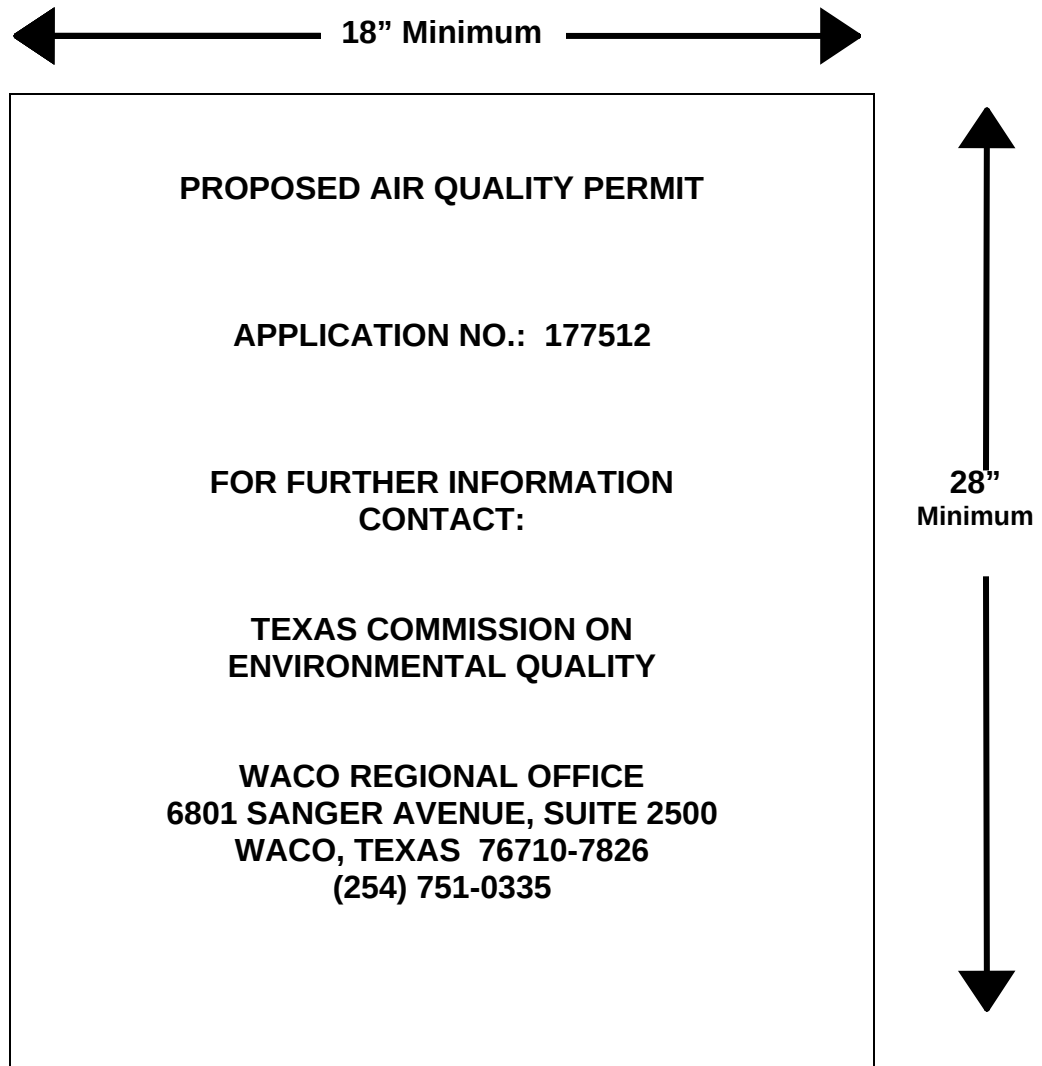 18” Minimum
PROPOSED AIR QUALITY PERMIT
APPLICATION NO.: 177512
FOR FURTHER INFORMATION
CONTACT:
28”
Minimum
TEXAS COMMISSION ON
ENVIRONMENTAL QUALITY
WACO REGIONAL OFFICE
6801 SANGER AVENUE, SUITE 2500
WACO, TEXAS 76710-7826
(254) 751-0335